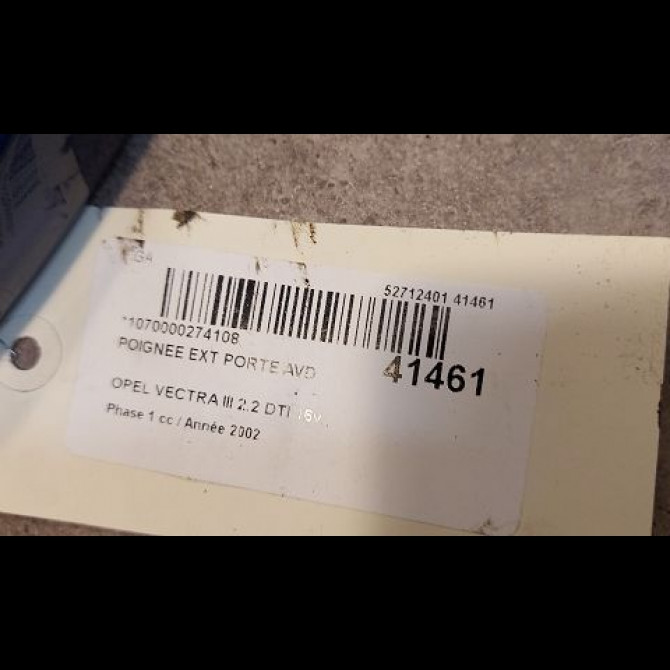 52712401 41461
*1070000274108
POIGNEE EXT PORTE AVD
41461
OPEL VECTRA III 2.2 DTI 16V
Phase 1 cc / Année 2002